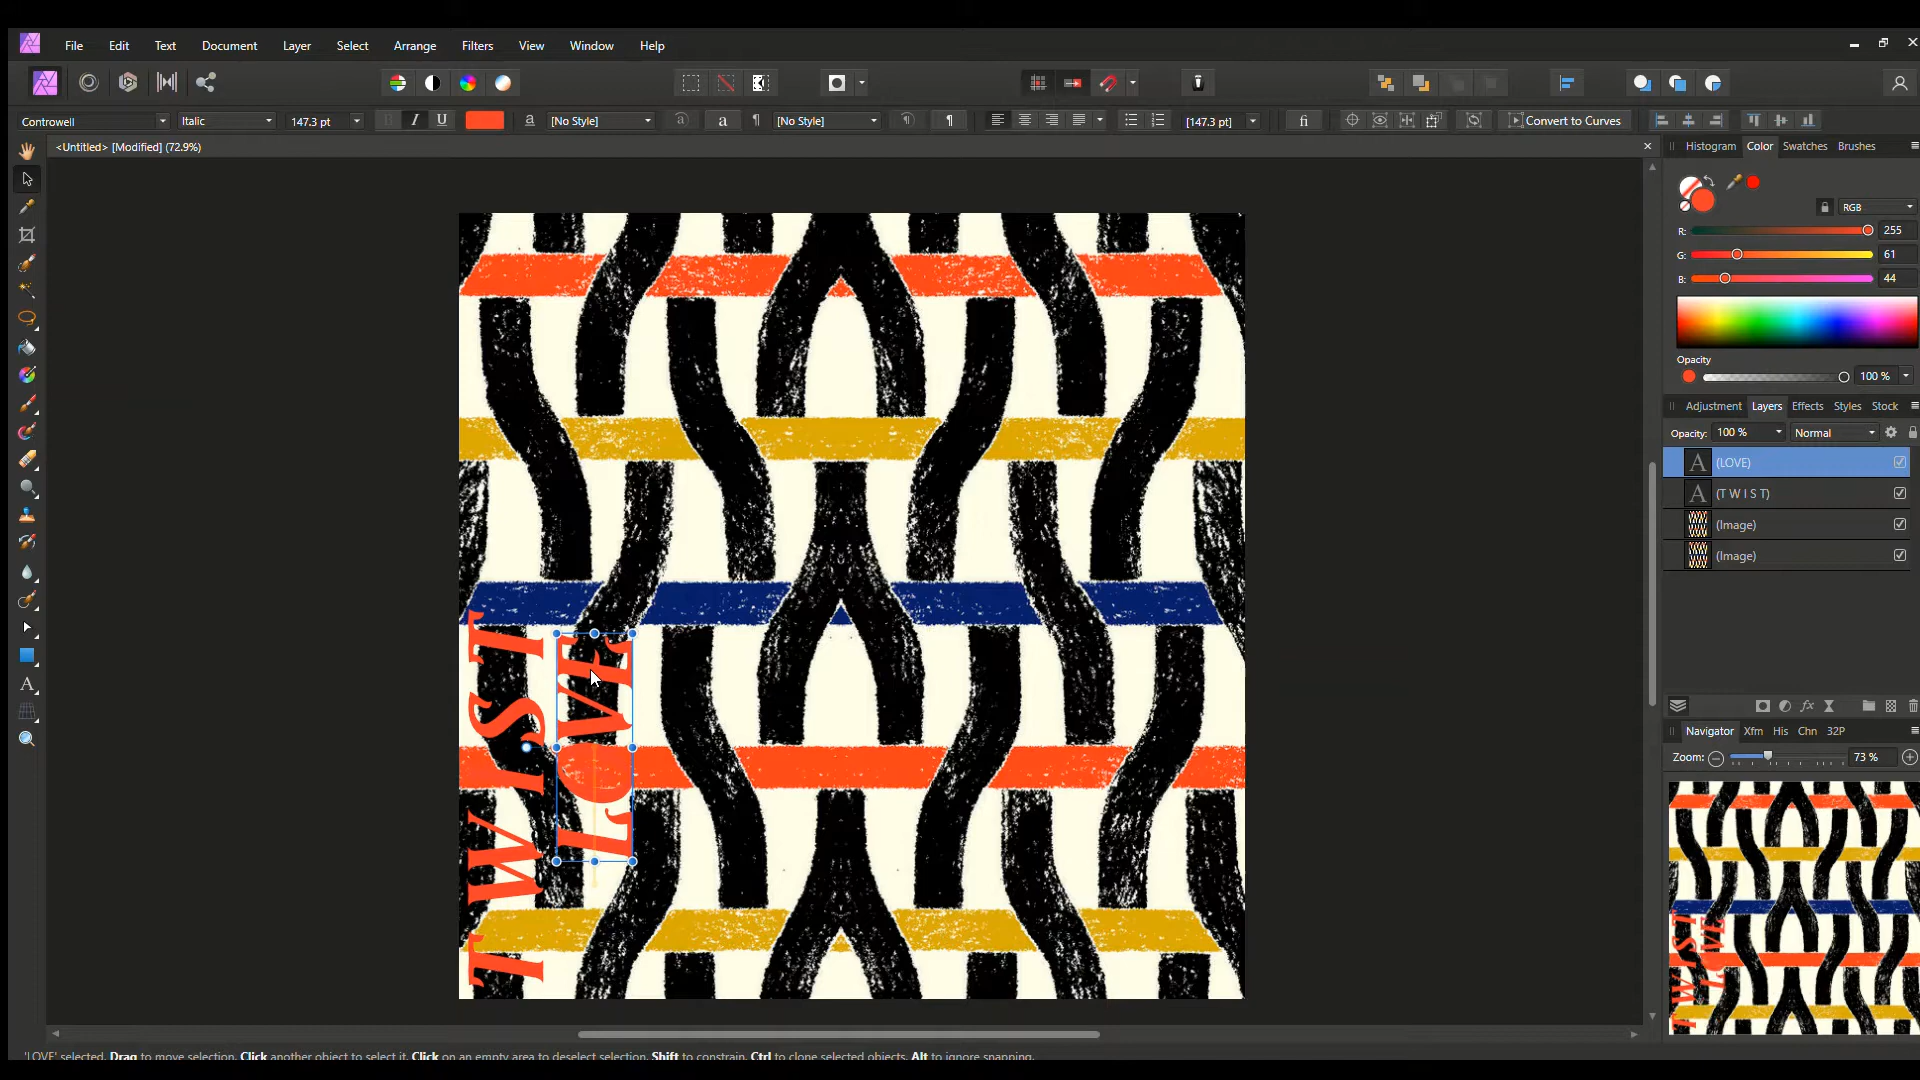 File Edit Text Document Layer Select Arrange Filters View Window Help
Controwell Italic 147.3 pt B I U a [No Style] a a ¶ [No Style] ¶ ¶ [147.3 pt] fi Convert to Curves
<Untitled> [Modified] (72.9%)
Histogram Color Swatches Brushes
RGB
R: 255
G: 61
B: 44
Opacity
100 %
Adjustment Layers Effects Styles Stock
Opacity: 100 % Normal
A (LOVE)
A (T W I S T)
(Image)
(Image)
T W I S T
LOVE
Navigator Xfm His Chn 32P
Zoom: 73 %
T W I S T
LOVE
'LOVE' selected. Drag to move selection. Click another object to select it. Click on an empty area to deselect selection. Shift to constrain. Ctrl to clone selected objects. Alt to ignore snapping.